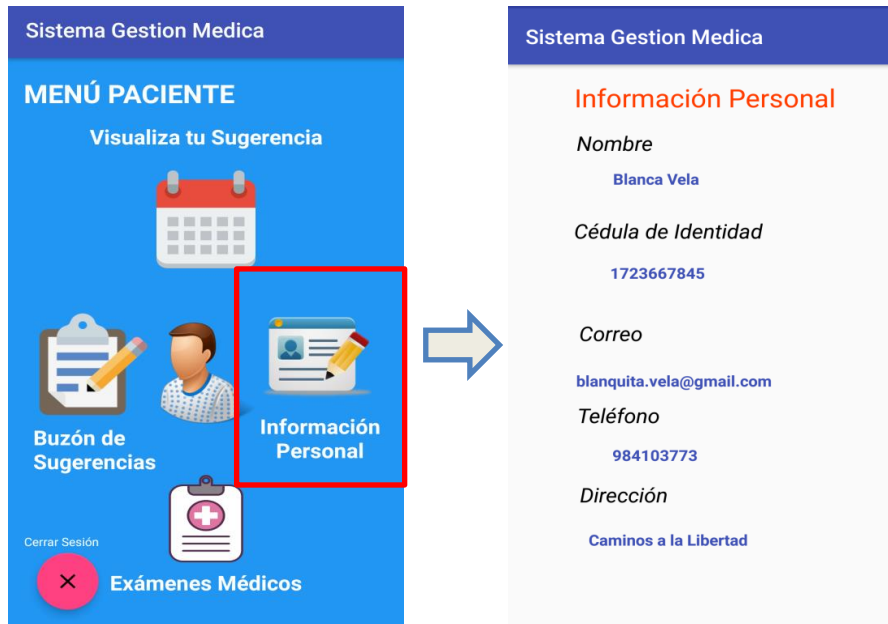 Sistema Gestion Medica
MENÚ PACIENTE
Visualiza tu Sugerencia
Buzón de
Sugerencias
Información
Personal
Cerrar Sesión
Exámenes Médicos
Sistema Gestion Medica
Información Personal
Nombre
Blanca Vela
Cédula de Identidad
1723667845
Correo
blanquita.vela@gmail.com
Teléfono
984103773
Dirección
Caminos a la Libertad